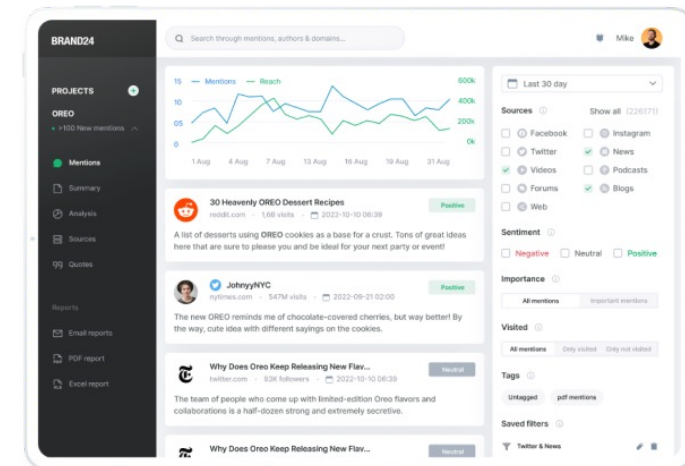 BRAND24
Search through mentions, authors & domains...
Mike
PROJECTS
OREO
>100 New mentions
Mentions
Summary
Analysis
Sources
Quotes
Reports
Email reports
PDF report
Excel report
Mentions Reach
15 600k
10 400k
05 200k
0 0k
1 Aug 4 Aug 7 Aug 13 Aug 16 Aug 19 Aug 31 Aug
30 Heavenly OREO Dessert Recipes
Positive
reddit.com 1,66 visits 2022-10-10 06:39
A list of desserts using OREO cookies as a base for a crust. Tons of great ideas
here that are sure to please you and be ideal for your next party or event!
JohnyyNYC
Positive
nytimes.com 547M visits 2022-09-21 02:00
The new OREO reminds me of chocolate-covered cherries, but way better! By
the way, cute idea with different sayings on the cookies.
Why Does Oreo Keep Releasing New Flav...
Neutral
twitter.com 93K followers 2022-10-10 06:39
The team of people who come up with limited-edition Oreo flavors and
collaborations is a half-dozen strong and extremely secretive.
Why Does Oreo Keep Releasing New Flav...
Neutral
Last 30 day
Sources Show all (226171)
Facebook Instagram
Twitter News
Videos Podcasts
Forums Blogs
Web
Sentiment
Negative Neutral Positive
Importance
All mentions Important mentions
Visited
All mentions Only visited Only not visited
Tags
Untagged pdf mentions
Saved filters
Twitter & News